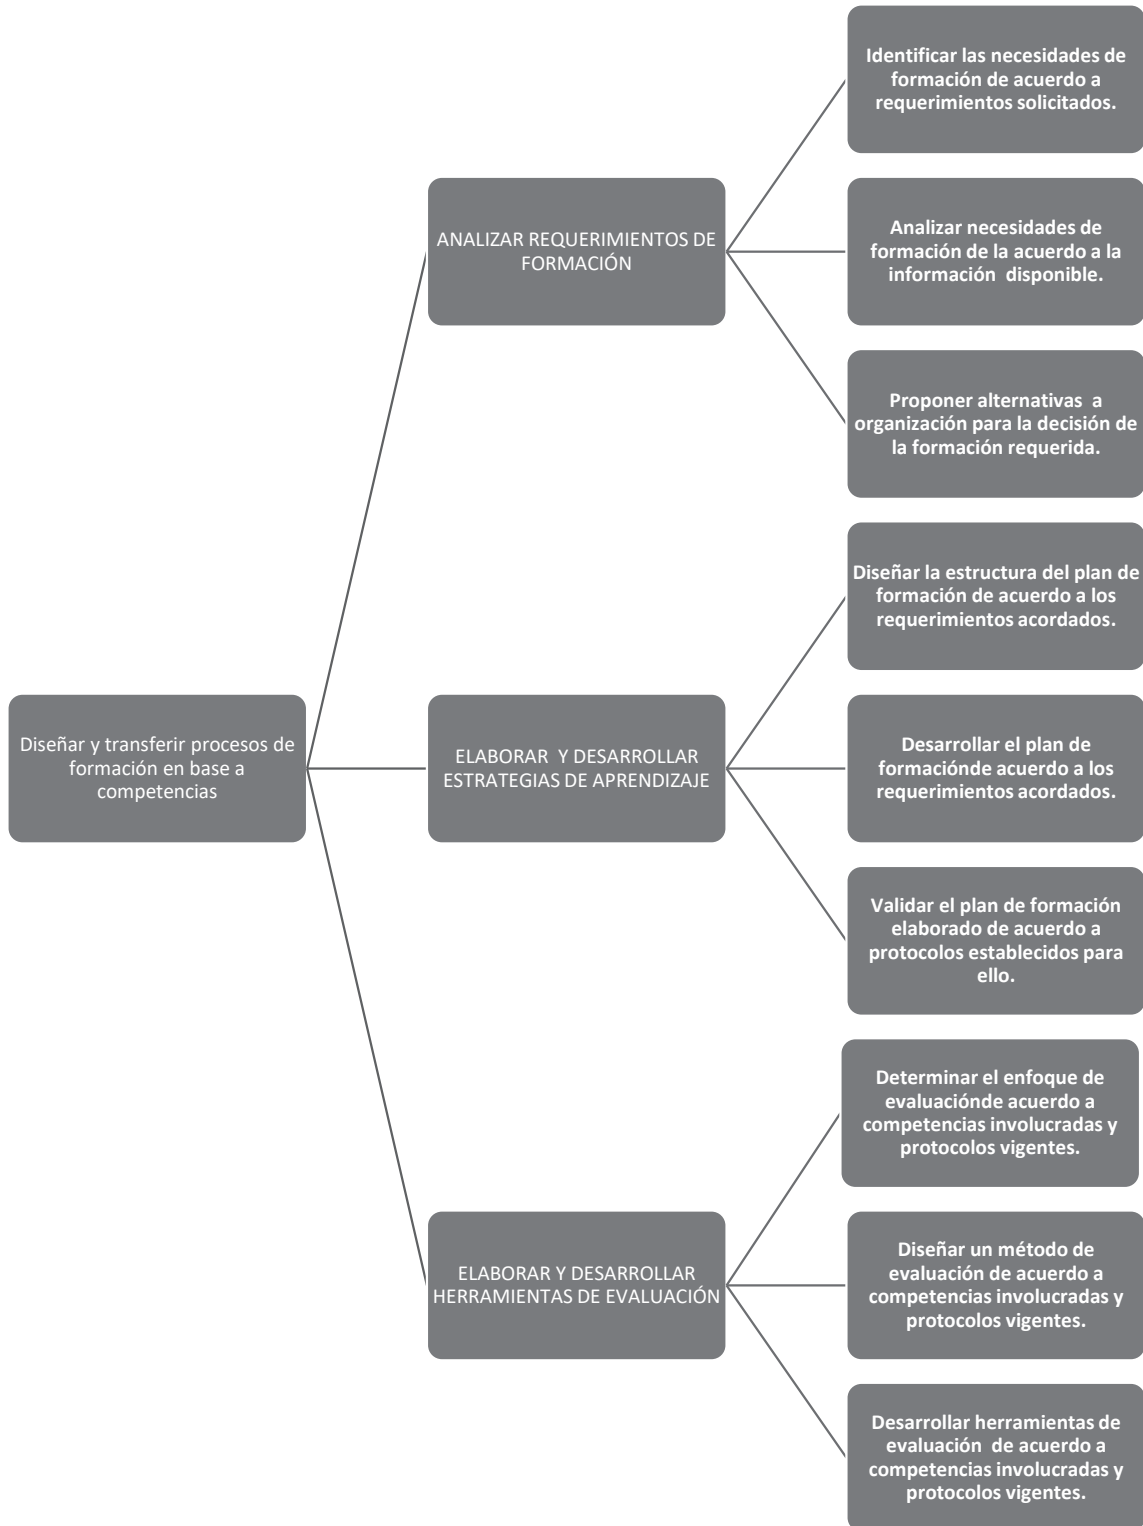 Identificar las necesidades de
formación de acuerdo a
requerimientos solicitados.
ANALIZAR REQUERIMIENTOS DE
FORMACIÓN
Analizar necesidades de
formación de la acuerdo a la
información  disponible.
Proponer alternativas  a
organización para la decisión de
la formación requerida.
Diseñar y transferir procesos de
formación en base a
competencias
ELABORAR  Y DESARROLLAR
ESTRATEGIAS DE APRENDIZAJE
Diseñar la estructura del plan de
formación de acuerdo a los
requerimientos acordados.
Desarrollar el plan de
formaciónde acuerdo a los
requerimientos acordados.
Validar el plan de formación
elaborado de acuerdo a
protocolos establecidos para
ello.
ELABORAR Y DESARROLLAR
HERRAMIENTAS DE EVALUACIÓN
Determinar el enfoque de
evaluaciónde acuerdo a
competencias involucradas y
protocolos vigentes.
Diseñar un método de
evaluación de acuerdo a
competencias involucradas y
protocolos vigentes.
Desarrollar herramientas de
evaluación  de acuerdo a
competencias involucradas y
protocolos vigentes.